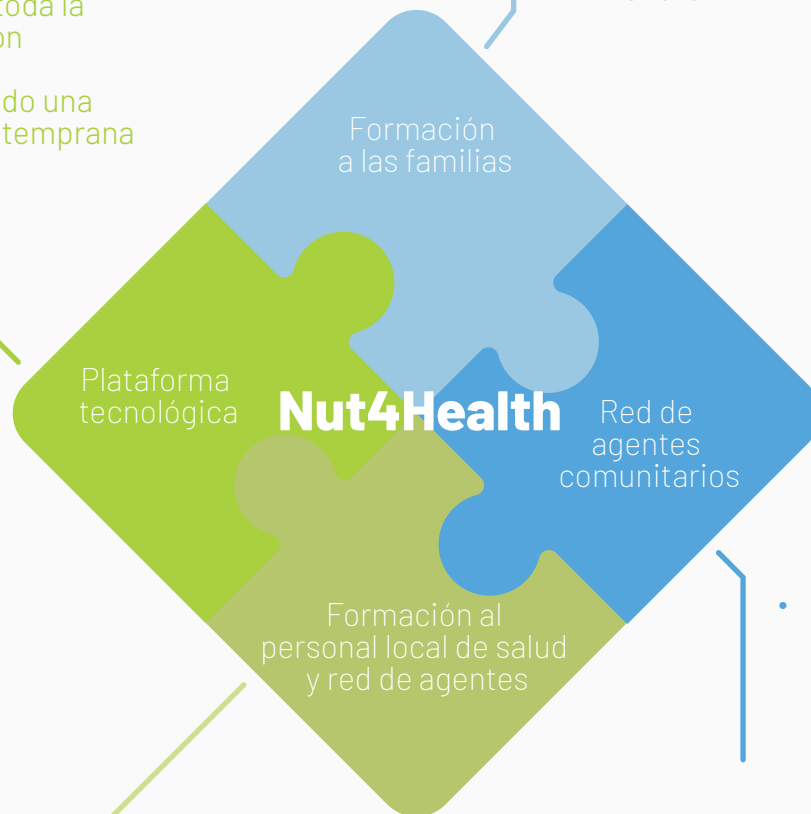 toda la
do una
temprana
Formación
a las familias
Plataforma
tecnológica
Nut4Health
Red de
agentes
comunitarios
Formación al
personal local de salud
y red de agentes